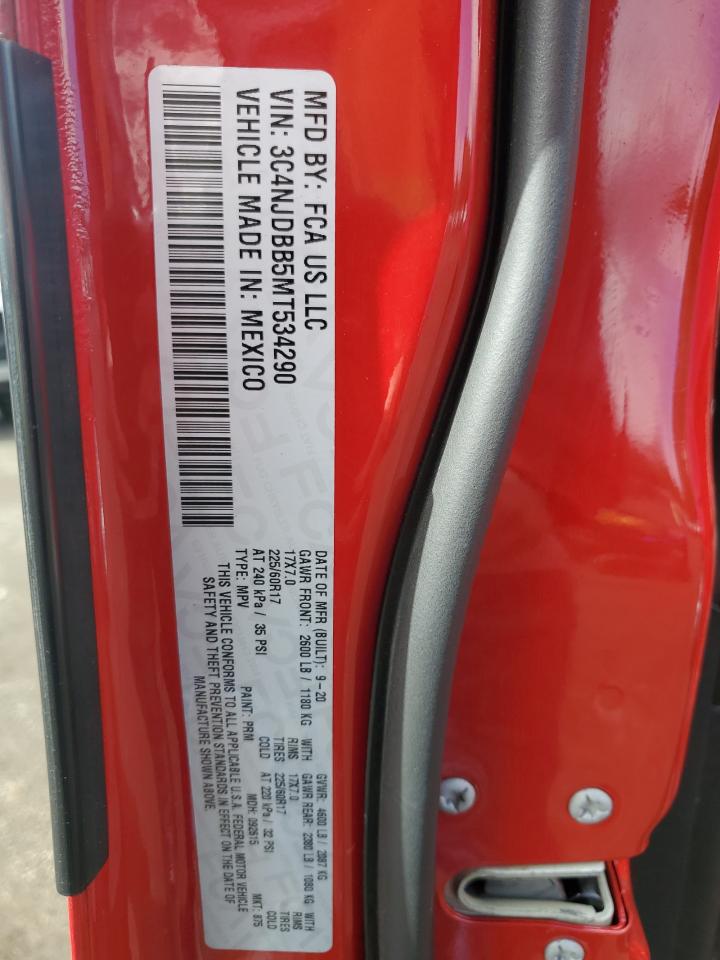 MFD BY: FCA US LLC
VIN: 3C4NJDBB5MT534290
VEHICLE MADE IN: MEXICO
DATE OF MFR (BUILT): 9-20 GVWR: 4600 LB / 2087 KG
GAWR FRONT: 2600 LB / 1180 KG WITH GAWR REAR: 2380 LB / 1080 KG WITH
17X7.0 RIMS 17X7.0 RIMS
225/60R17 TIRES 225/60R17 TIRES
AT 240 kPa / 35 PSI COLD AT 220 kPa / 32 PSI COLD
TYPE: MPV PAINT: PRM MDH: 092615 MKT: 875
THIS VEHICLE CONFORMS TO ALL APPLICABLE U.S.A. FEDERAL MOTOR VEHICLE
SAFETY AND THEFT PREVENTION STANDARDS IN EFFECT ON THE DATE OF
MANUFACTURE SHOWN ABOVE.